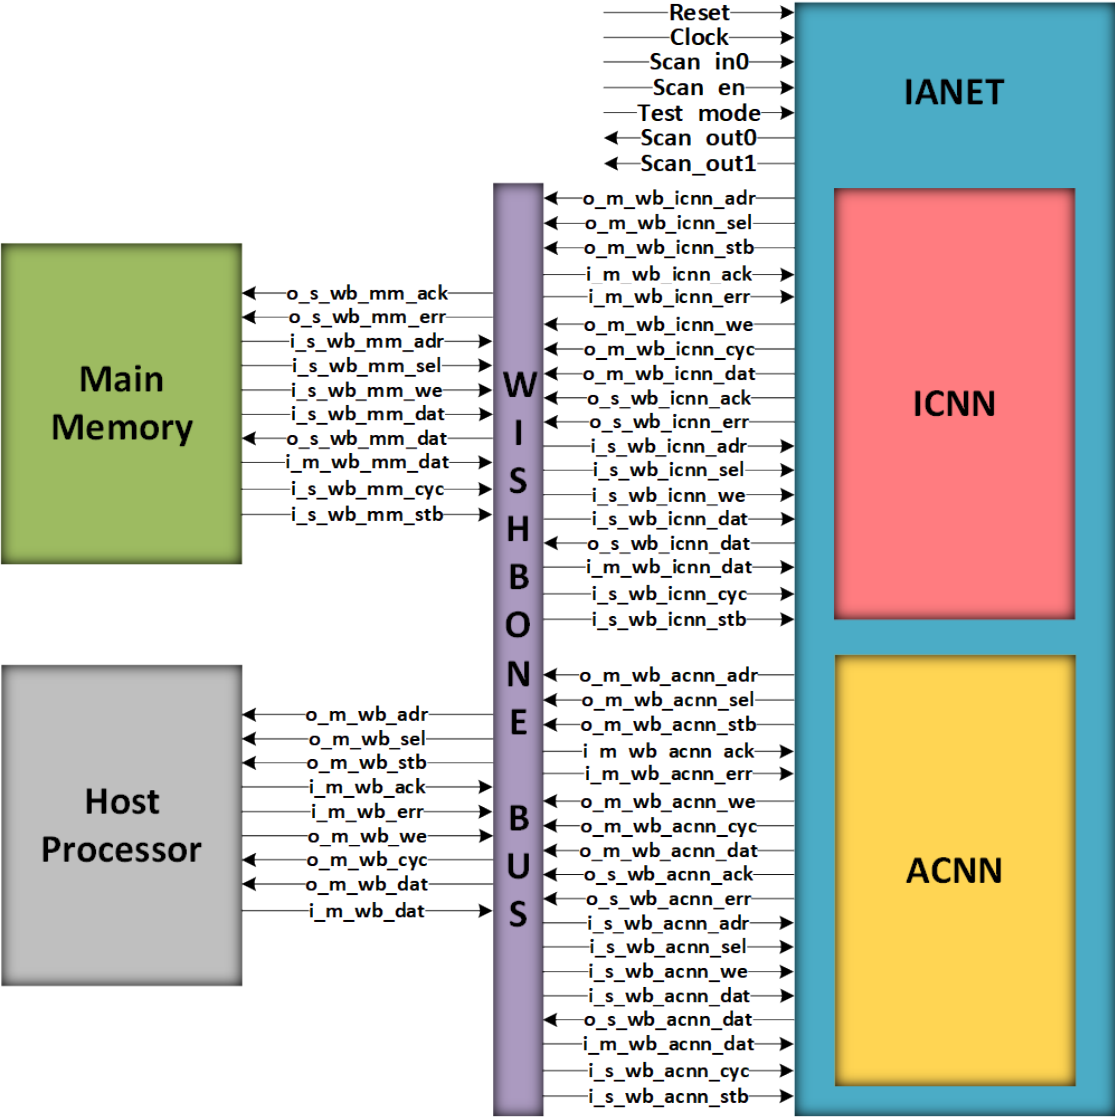 Reset
Clock
Scan in0
Scan en
Test mode
Scan out0
Scan_out1
IANET
o_m_wb_icnn_adr
o_m_wb_icnn_sel
o_m_wb_icnn_stb
i_m_wb_icnn_ack
i_m_wb_icnn_err
o_m_wb_icnn_we
o_m_wb_icnn_cyc
o_m_wb_icnn_dat
o_s_wb_icnn_ack
o_s_wb_icnn_err
i_s_wb_icnn_adr
i_s_wb_icnn_sel
i_s_wb_icnn_we
i_s_wb_icnn_dat
o_s_wb_icnn_dat
i_m_wb_icnn_dat
i_s_wb_icnn_cyc
i_s_wb_icnn_stb
ICNN
Main
Memory
o_s_wb_mm_ack
o_s_wb_mm_err
i_s_wb_mm_adr
i_s_wb_mm_sel
i_s_wb_mm_we
i_s_wb_mm_dat
o_s_wb_mm_dat
i_m_wb_mm_dat
i_s_wb_mm_cyc
i_s_wb_mm_stb
WISHBONE BUS
Host
Processor
o_m_wb_adr
o_m_wb_sel
o_m_wb_stb
i_m_wb_ack
i_m_wb_err
o_m_wb_we
o_m_wb_cyc
o_m_wb_dat
i_m_wb_dat
o_m_wb_acnn_adr
o_m_wb_acnn_sel
o_m_wb_acnn_stb
i m wb acnn ack
i_m_wb_acnn_err
o_m_wb_acnn_we
o_m_wb_acnn_cyc
o_m_wb_acnn_dat
o_s_wb_acnn_ack
o_s_wb_acnn_err
i_s_wb_acnn_adr
i_s_wb_acnn_sel
i_s_wb_acnn_we
i_s_wb_acnn_dat
o_s_wb_acnn_dat
i_m_wb_acnn_dat
i_s_wb_acnn_cyc
i_s_wb_acnn_stb
ACNN